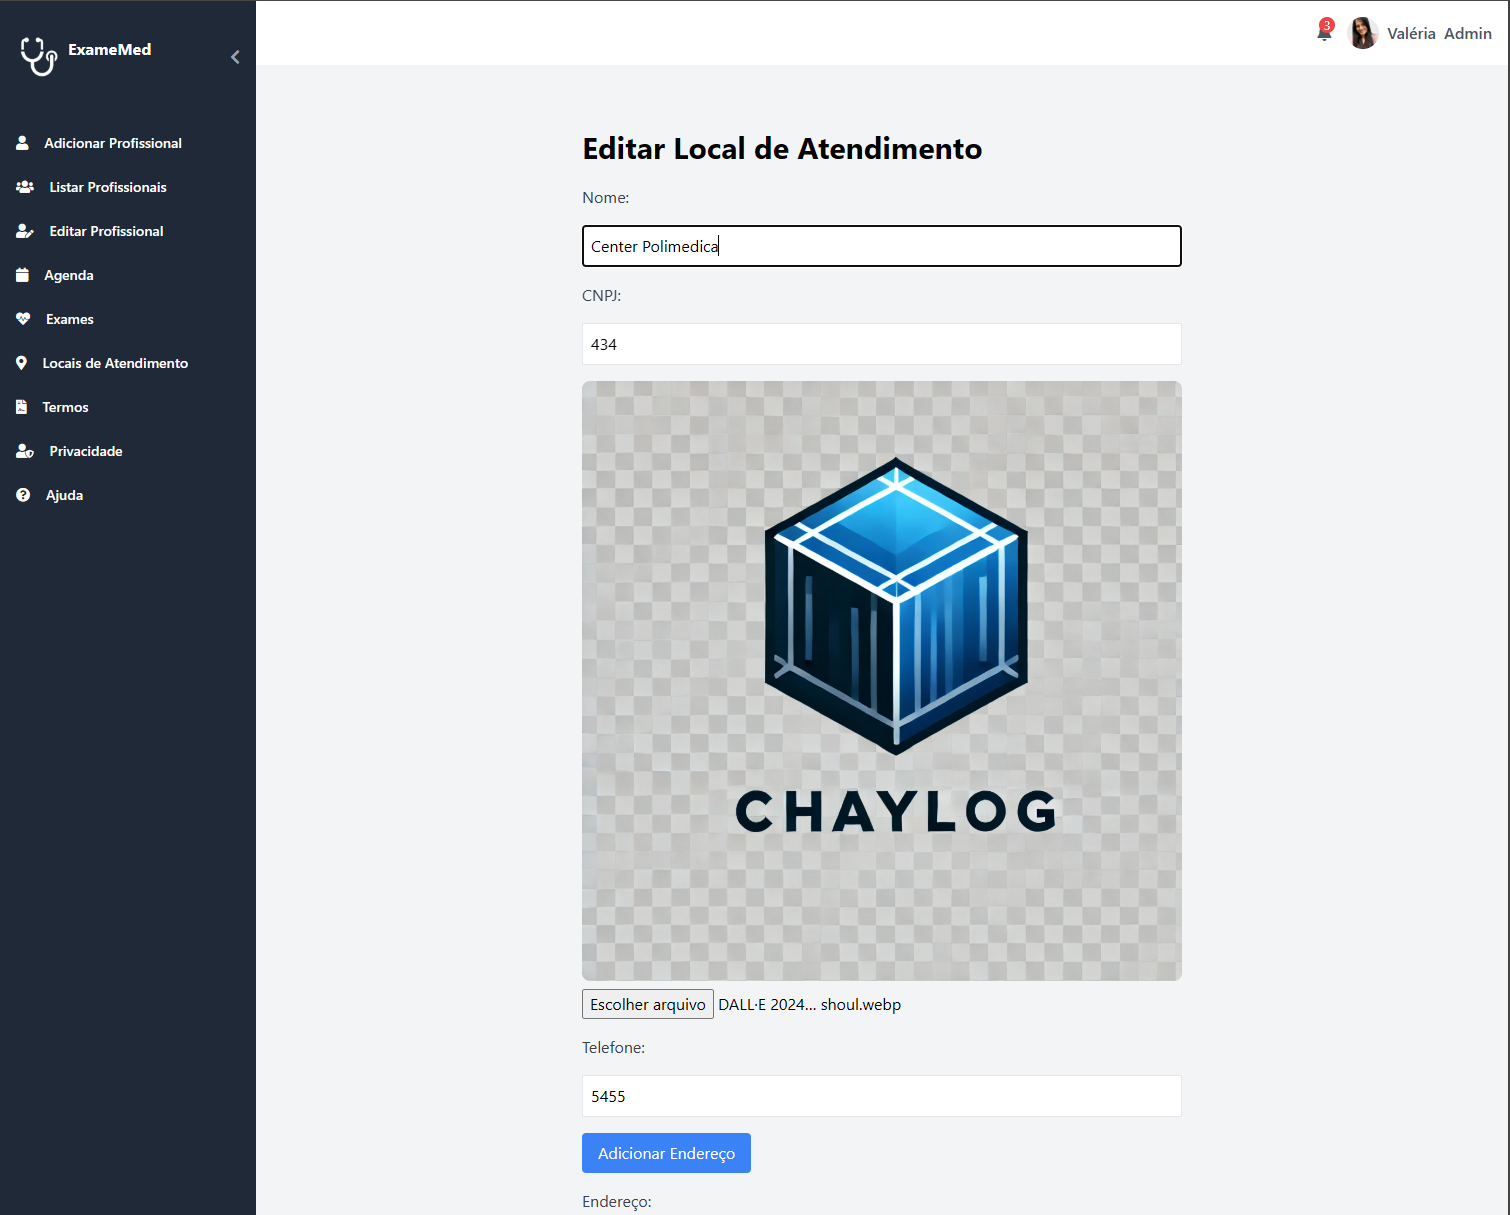 ExameMed
3
Valéria Admin
Adicionar Profissional
Listar Profissionais
Editar Profissional
Agenda
Exames
Locais de Atendimento
Termos
Privacidade
Ajuda
Editar Local de Atendimento
Nome:
Center Polimedica
CNPJ:
434
CHAYLOG
Escolher arquivo DALL·E 2024... shoul.webp
Telefone:
5455
Adicionar Endereço
Endereço: